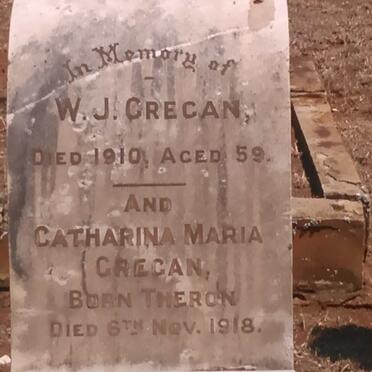 In Memory of
W. J. GREGAN,
DIED 1910, AGED 59.
AND
CATHARINA MARIA
GREGAN,
BORN THERON
DIED 6TH NOV. 1918.